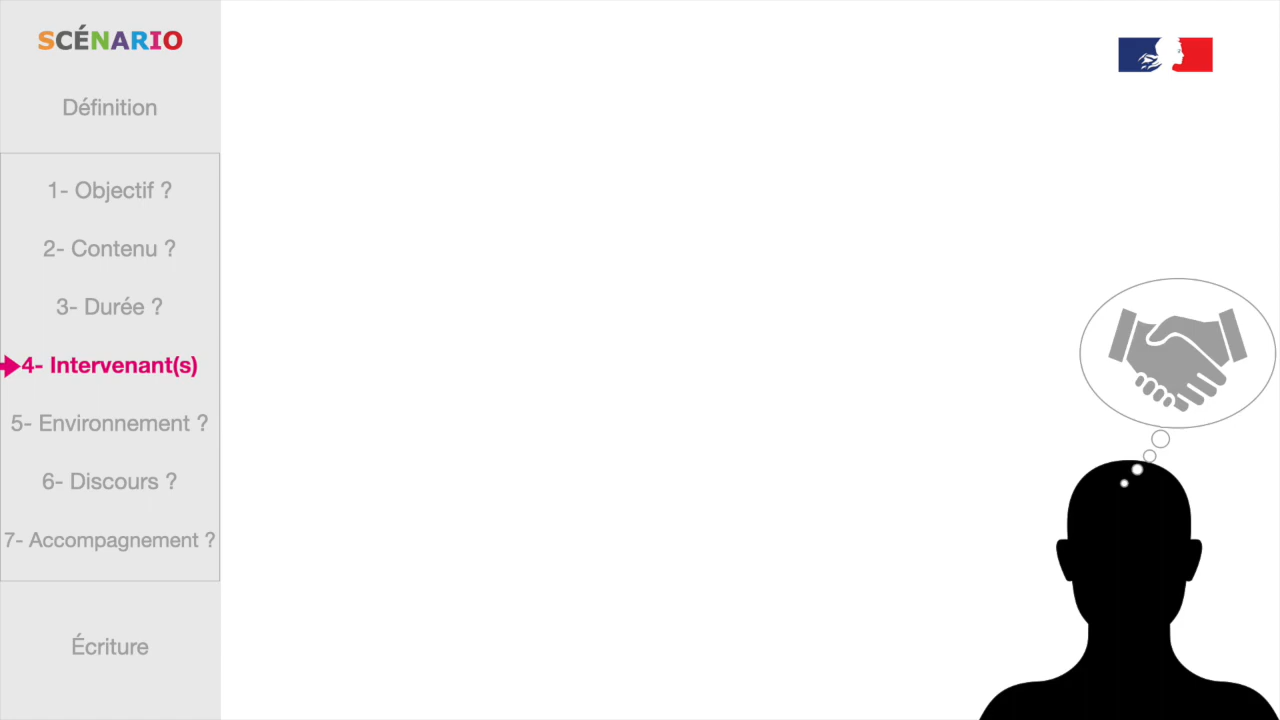 SCÉNARIO
Définition
1- Objectif ?
2- Contenu ?
3- Durée ?
4- Intervenant(s)
5- Environnement ?
6- Discours ?
7- Accompagnement ?
Écriture